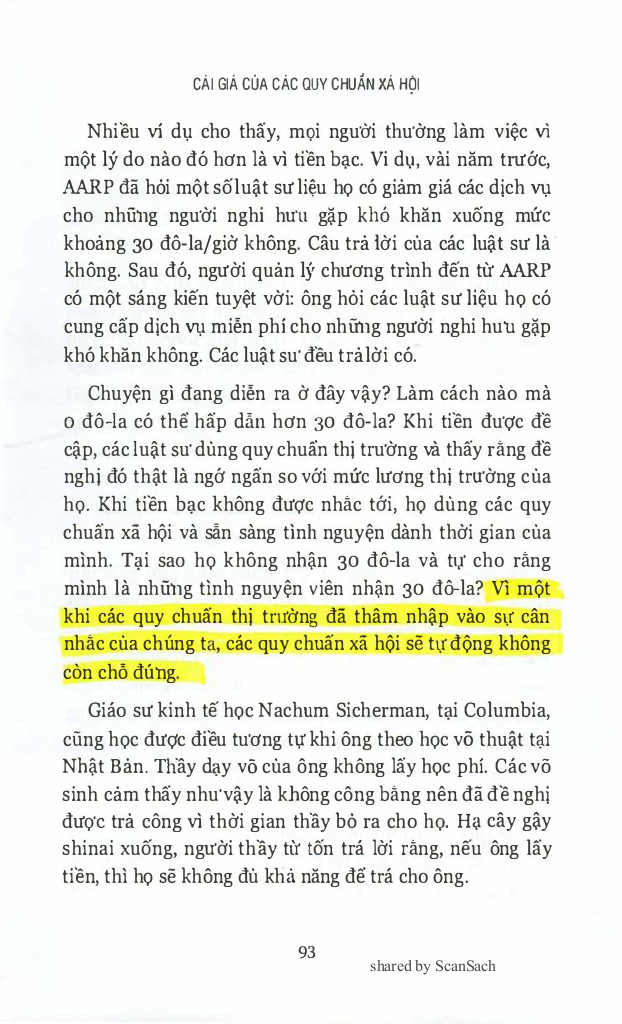 CÁI GIÁ CỦA CÁC QUY CHUẨN XÃ HỘI
Nhiều ví dụ cho thấy, mọi người thường làm việc vì
một lý do nào đó hơn là vì tiền bạc. Ví dụ, vài năm trước,
AARP đã hỏi một số luật sư liệu họ có giảm giá các dịch vụ
cho những người nghỉ hưu gặp khó khăn xuống mức
khoảng 30 đô-la/giờ không. Câu trả lời của các luật sư là
không. Sau đó, người quản lý chương trình đến từ AARP
có một sáng kiến tuyệt vời: ông hỏi các luật sư liệu họ có
cung cấp dịch vụ miễn phí cho những người nghỉ hưu gặp
khó khăn không. Các luật sư đều trả lời có.
Chuyện gì đang diễn ra ở đây vậy? Làm cách nào mà
0 đô-la có thể hấp dẫn hơn 30 đô-la? Khi tiền được đề
cập, các luật sư dùng quy chuẩn thị trường và thấy rằng đề
nghị đó thật là ngớ ngẩn so với mức lương thị trường của
họ. Khi tiền bạc không được nhắc tới, họ dùng các quy
chuẩn xã hội và sẵn sàng tình nguyện dành thời gian của
mình. Tại sao họ không nhận 30 đô-la và tự cho rằng
mình là những tình nguyện viên nhận 30 đô-la? Vì một
khi các quy chuẩn thị trường đã thâm nhập vào sự cân
nhắc của chúng ta, các quy chuẩn xã hội sẽ tự động không
còn chỗ đứng.
Giáo sư kinh tế học Nachum Sicherman, tại Columbia,
cũng học được điều tương tự khi ông theo học võ thuật tại
Nhật Bản. Thầy dạy võ của ông không lấy học phí. Các võ
sinh cảm thấy như vậy là không công bằng nên đã đề nghị
được trả công vì thời gian thầy bỏ ra cho họ. Hạ cây gậy
shinai xuống, người thầy từ tốn trả lời rằng, nếu ông lấy
tiền, thì họ sẽ không đủ khả năng để trả cho ông.
93
shared by ScanSach